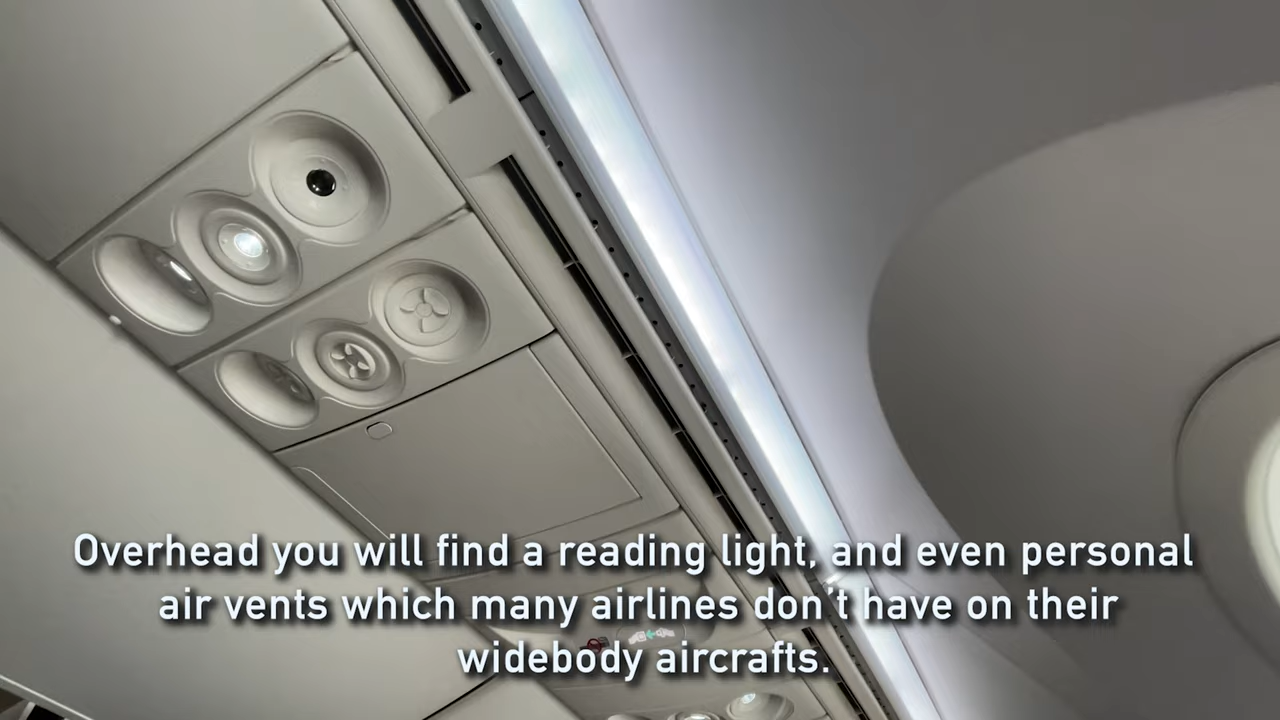 Overhead you will find a reading light, and even personal
air vents which many airlines don't have on their
widebody aircrafts.